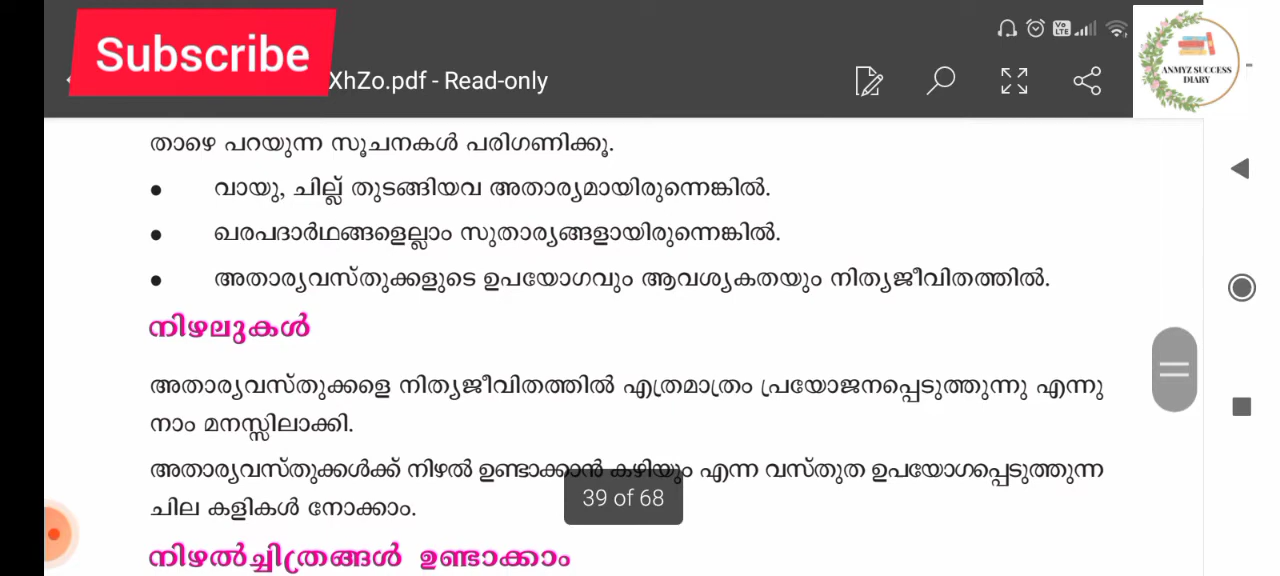 Subscribe
XhZo.pdf - Read-only
Vo
LTE
ANMYZ SUCCESS
DIARY
താഴെ പറയുന്ന സൂചനകൾ പരിഗണിക്കൂ.
• വായു, ചില്ല് തുടങ്ങിയവ അതാര്യമായിരുന്നെങ്കിൽ.
• ഖരപദാർഥങ്ങളെല്ലാം സുതാര്യങ്ങളായിരുന്നെങ്കിൽ.
• അതാര്യവസ്തുക്കളുടെ ഉപയോഗവും ആവശ്യകതയും നിത്യജീവിതത്തിൽ.
നിഴലുകൾ
അതാര്യവസ്തുക്കളെ നിത്യജീവിതത്തിൽ എത്രമാത്രം പ്രയോജനപ്പെടുത്തുന്നു എന്നു
നാം മനസ്സിലാക്കി.
അതാര്യവസ്തുക്കൾക്ക് നിഴൽ ഉണ്ടാക്കാൻ കഴിയും എന്ന വസ്തുത ഉപയോഗപ്പെടുത്തുന്ന
ചില കളികൾ നോക്കാം.
39 of 68
നിഴൽച്ചിത്രങ്ങൾ ഉണ്ടാക്കാം